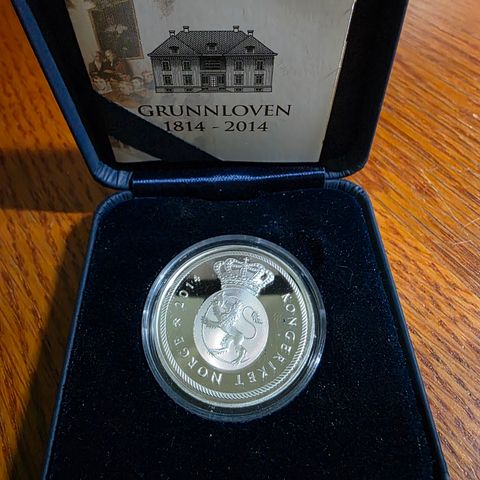 GRUNNLOVEN
1814 - 2014
2014 KONGERIKET NORGE